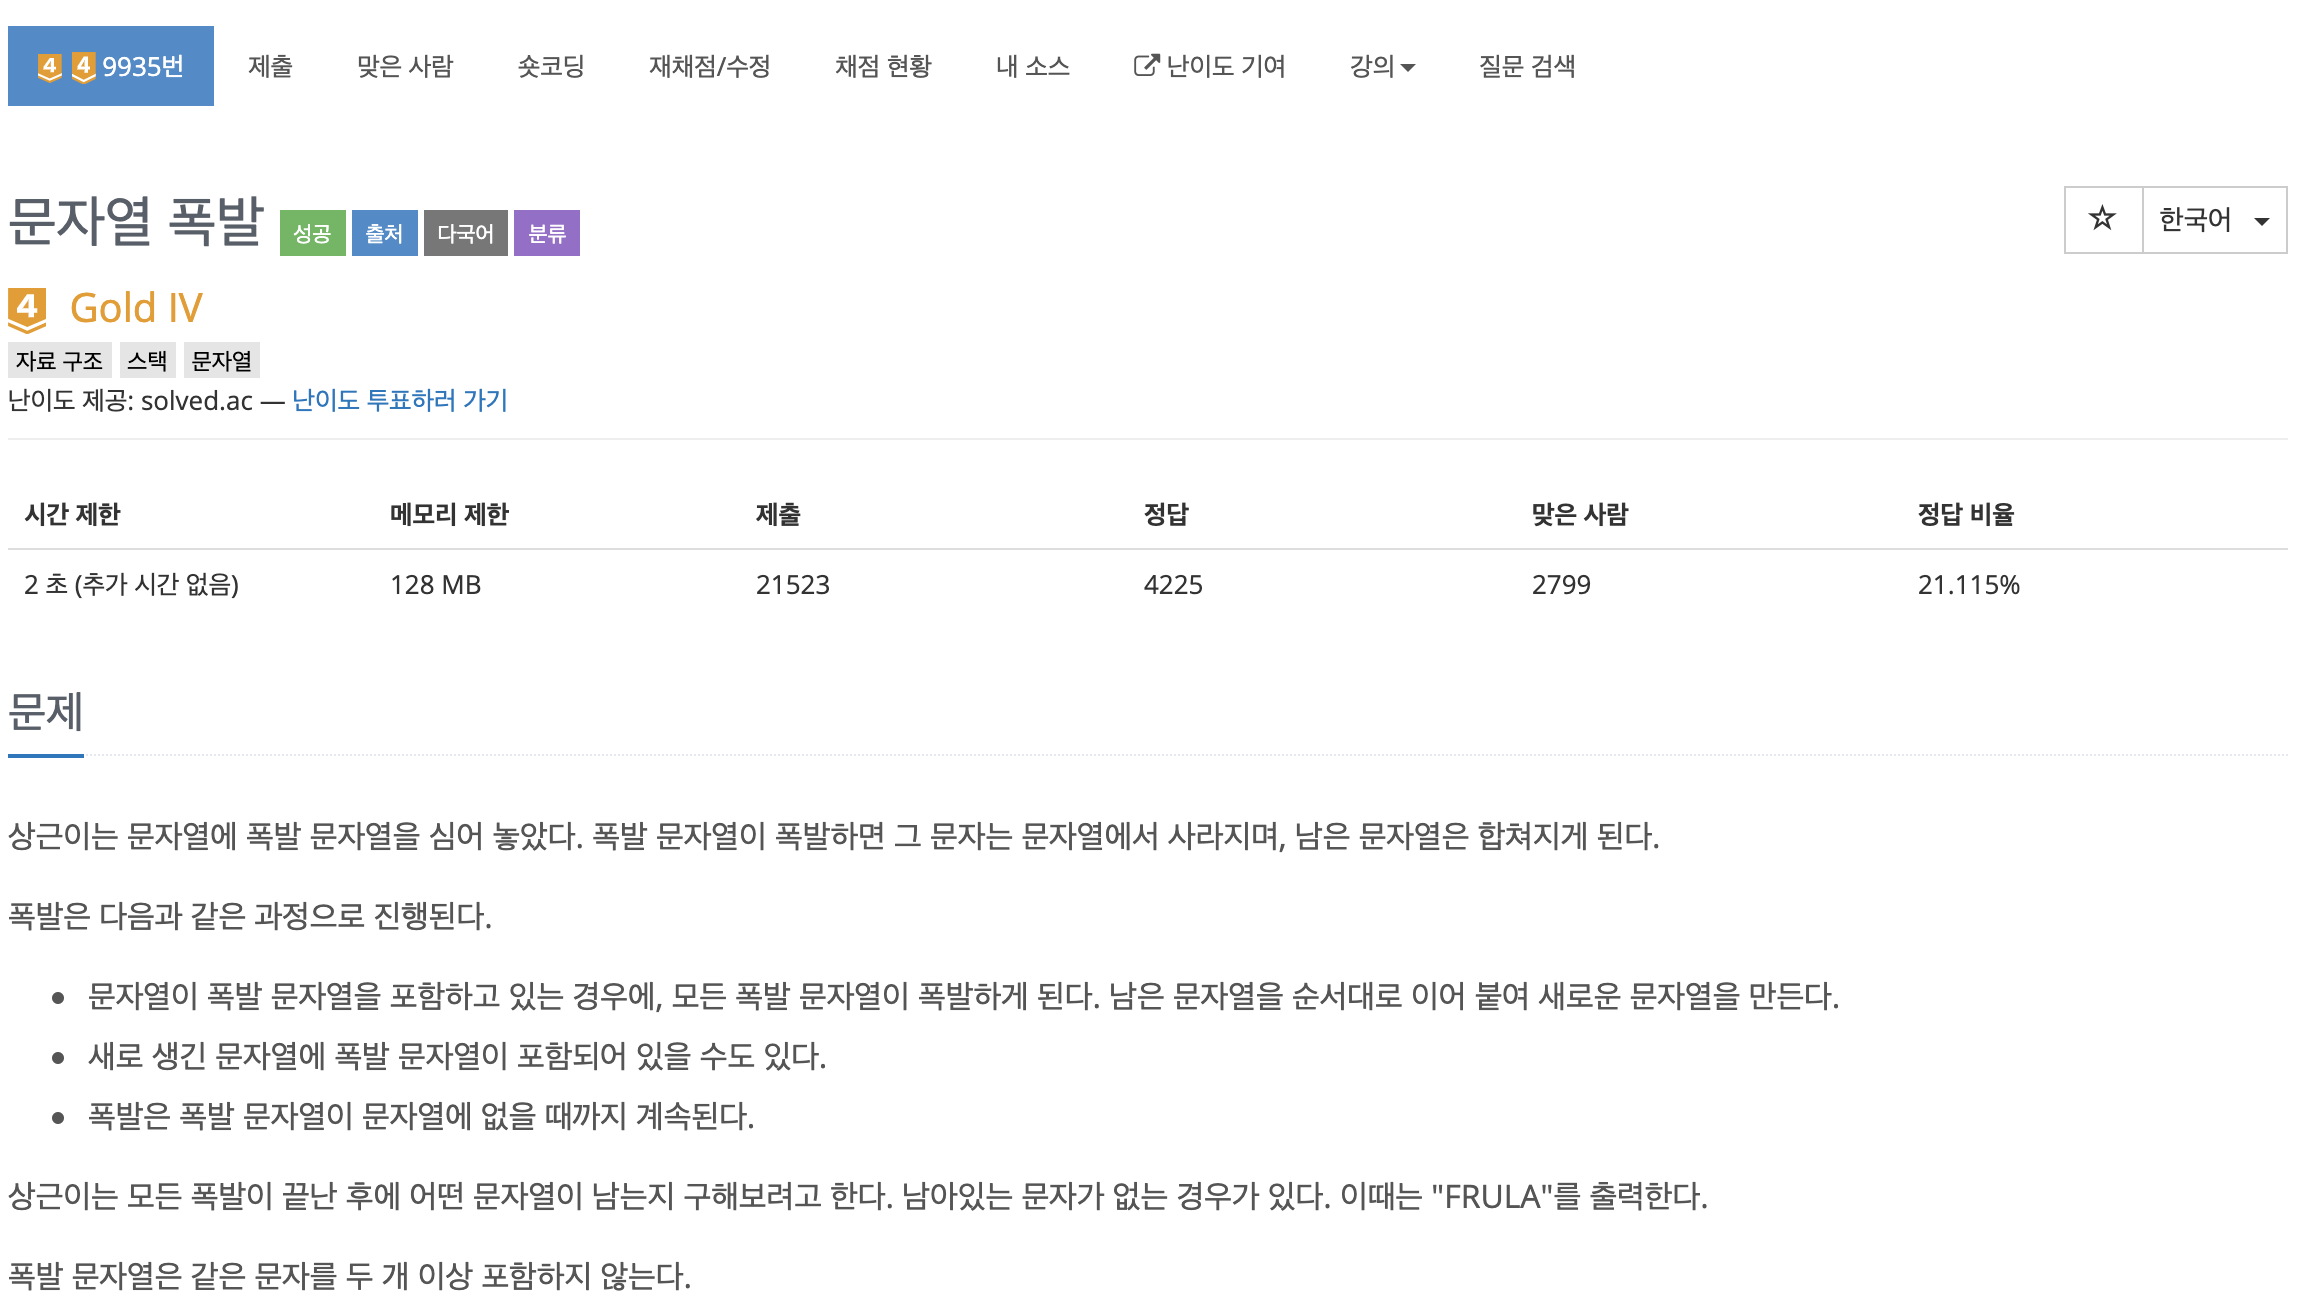 4 4 9935번 제출 맞은 사람 숏코딩 재채점/수정 채점 현황 내 소스 난이도 기여 강의 질문 검색
문자열 폭발 성공 출처 다국어 분류 한국어
4 Gold IV
자료 구조 스택 문자열
난이도 제공: solved.ac — 난이도 투표하러 가기
시간 제한 메모리 제한 제출 정답 맞은 사람 정답 비율
2 초 (추가 시간 없음) 128 MB 21523 4225 2799 21.115%
문제
상근이는 문자열에 폭발 문자열을 심어 놓았다. 폭발 문자열이 폭발하면 그 문자는 문자열에서 사라지며, 남은 문자열은 합쳐지게 된다.
폭발은 다음과 같은 과정으로 진행된다.
• 문자열이 폭발 문자열을 포함하고 있는 경우에, 모든 폭발 문자열이 폭발하게 된다. 남은 문자열을 순서대로 이어 붙여 새로운 문자열을 만든다.
• 새로 생긴 문자열에 폭발 문자열이 포함되어 있을 수도 있다.
• 폭발은 폭발 문자열이 문자열에 없을 때까지 계속된다.
상근이는 모든 폭발이 끝난 후에 어떤 문자열이 남는지 구해보려고 한다. 남아있는 문자가 없는 경우가 있다. 이때는 "FRULA"를 출력한다.
폭발 문자열은 같은 문자를 두 개 이상 포함하지 않는다.